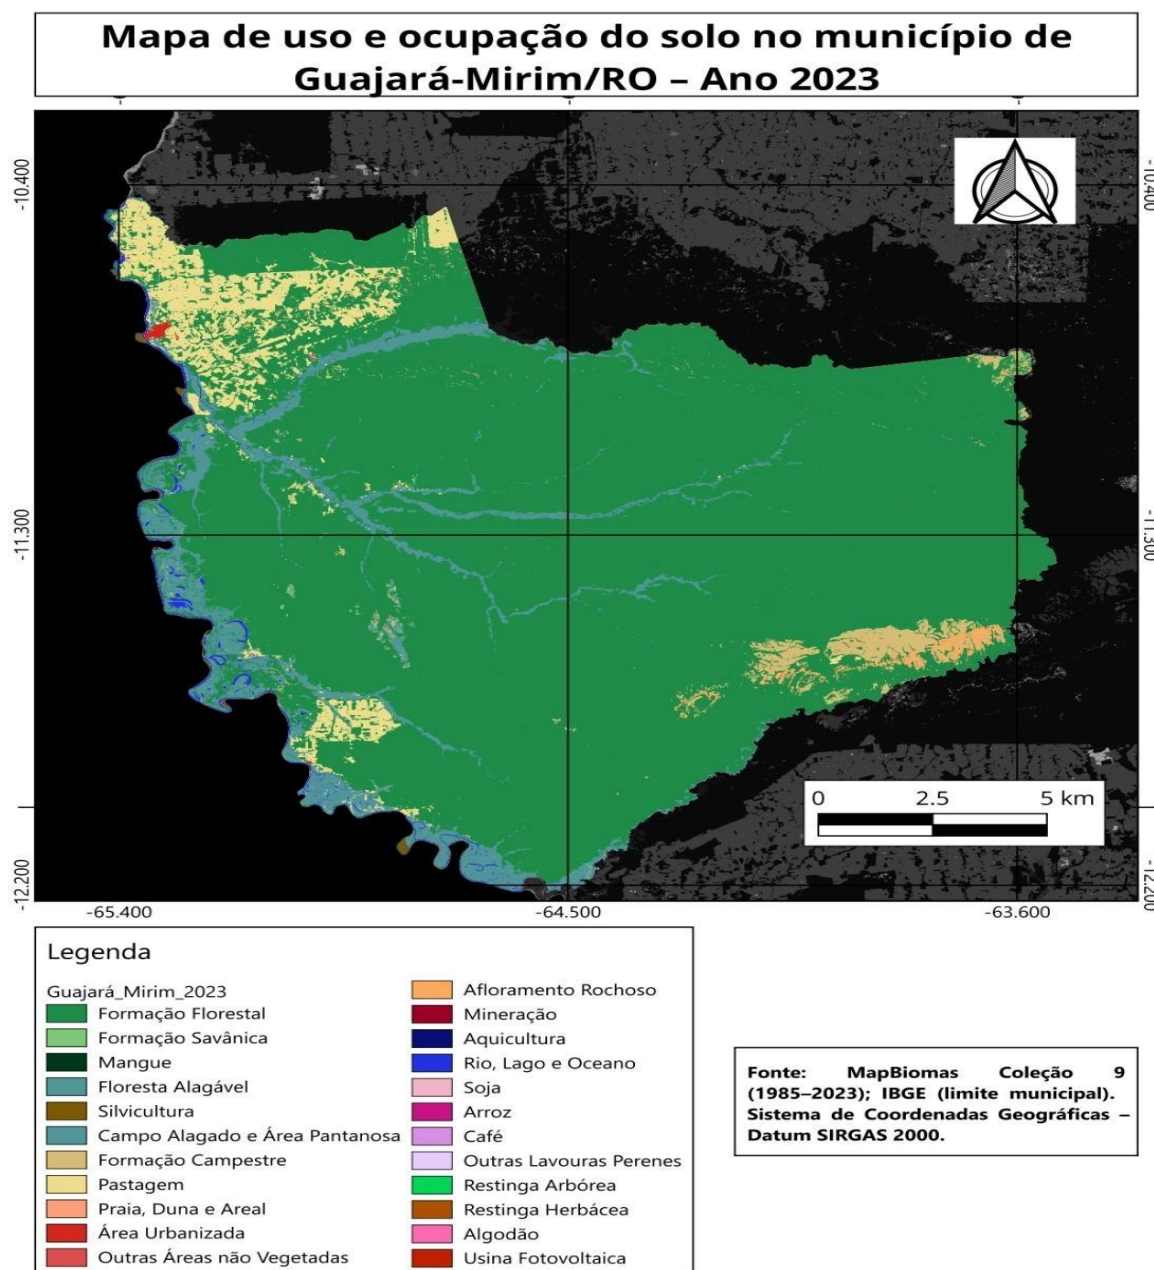 Mapa de uso e ocupação do solo no município de
Guajará-Mirim/RO – Ano 2023
-10.400
-10.400
-11.300
-11.300
-12.200
-12.200
0 2.5 5 km
-65.400 -64.500 -63.600
Legenda
Guajará_Mirim_2023
Formação Florestal
Formação Savânica
Mangue
Floresta Alagável
Silvicultura
Campo Alagado e Área Pantanosa
Formação Campestre
Pastagem
Praia, Duna e Areal
Área Urbanizada
Outras Áreas não Vegetadas
Afloramento Rochoso
Mineração
Aquicultura
Rio, Lago e Oceano
Soja
Arroz
Café
Outras Lavouras Perenes
Restinga Arbórea
Restinga Herbácea
Algodão
Usina Fotovoltaica
Fonte: MapBiomas Coleção 9
(1985–2023); IBGE (limite municipal).
Sistema de Coordenadas Geográficas –
Datum SIRGAS 2000.